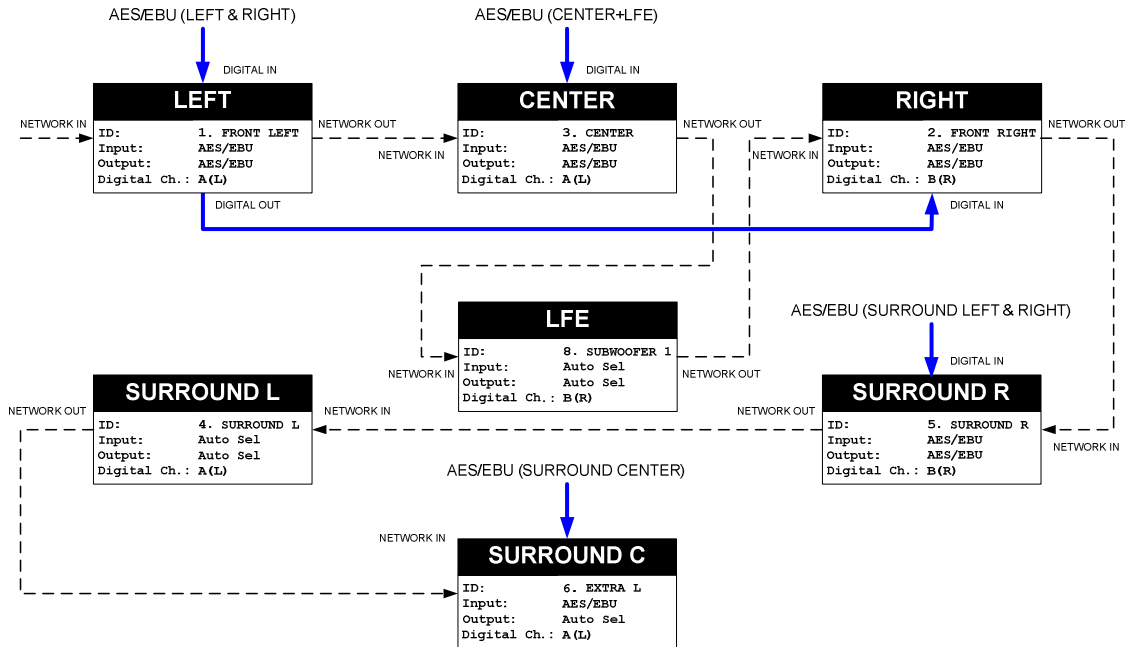 AES/EBU (LEFT & RIGHT)
AES/EBU (CENTER+LFE)
DIGITAL IN
DIGITAL IN
LEFT
CENTER
RIGHT
NETWORK IN
ID: 1. FRONT LEFT
Input: AES/EBU
Output: AES/EBU
Digital Ch.: A(L)
NETWORK OUT
NETWORK IN
ID: 3. CENTER
Input: AES/EBU
Output: AES/EBU
Digital Ch.: A(L)
NETWORK OUT
NETWORK IN
ID: 2. FRONT RIGHT
Input: AES/EBU
Output: AES/EBU
Digital Ch.: B(R)
NETWORK OUT
DIGITAL OUT
DIGITAL IN
AES/EBU (SURROUND LEFT & RIGHT)
LFE
DIGITAL IN
NETWORK IN
ID: 8. SUBWOOFER 1
Input: Auto Sel
Output: Auto Sel
Digital Ch.: B(R)
NETWORK OUT
SURROUND L
SURROUND R
NETWORK OUT
ID: 4. SURROUND L
Input: Auto Sel
Output: Auto Sel
Digital Ch.: A(L)
NETWORK IN
NETWORK OUT
ID: 5. SURROUND R
Input: AES/EBU
Output: AES/EBU
Digital Ch.: B(R)
NETWORK IN
AES/EBU (SURROUND CENTER)
NETWORK IN
SURROUND C
ID: 6. EXTRA L
Input: AES/EBU
Output: Auto Sel
Digital Ch.: A(L)